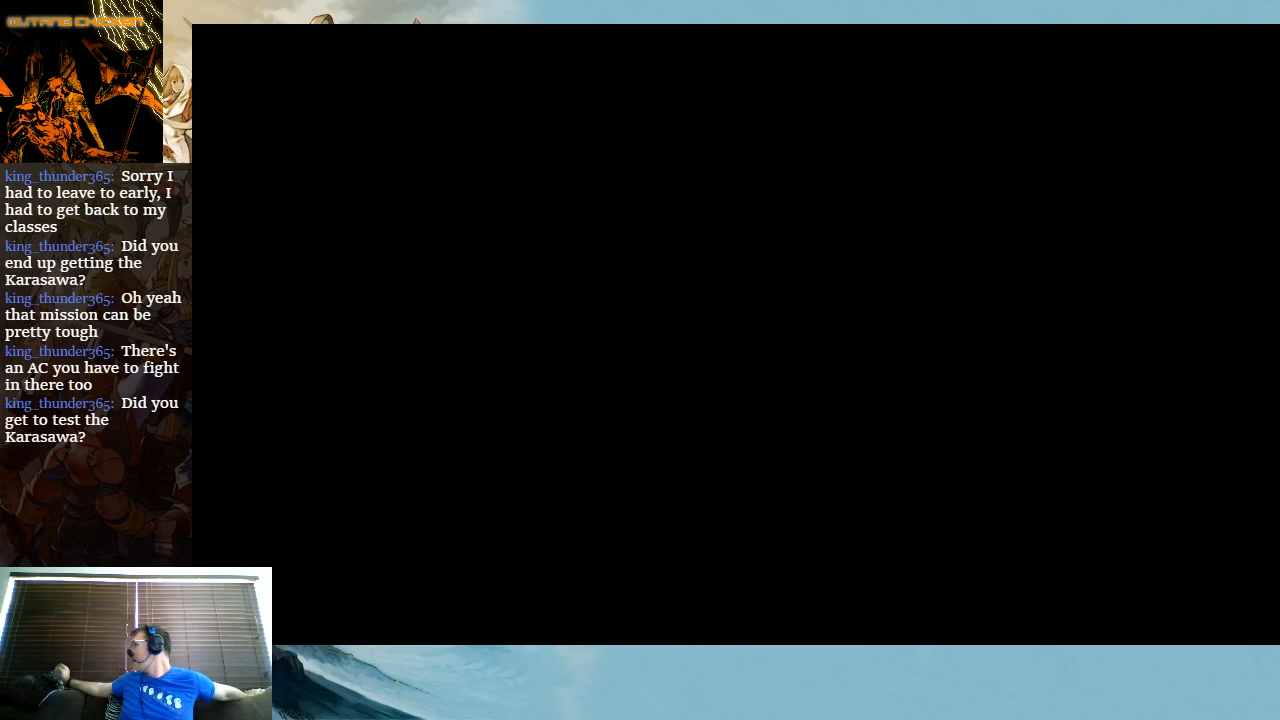 WUTANG CHICKEN
king_thunder365: Sorry I
had to leave to early, I
had to get back to my
classes
king_thunder365: Did you
end up getting the
Karasawa?
king_thunder365: Oh yeah
that mission can be
pretty tough
king_thunder365: There's
an AC you have to fight
in there too
king_thunder365: Did you
get to test the
Karasawa?